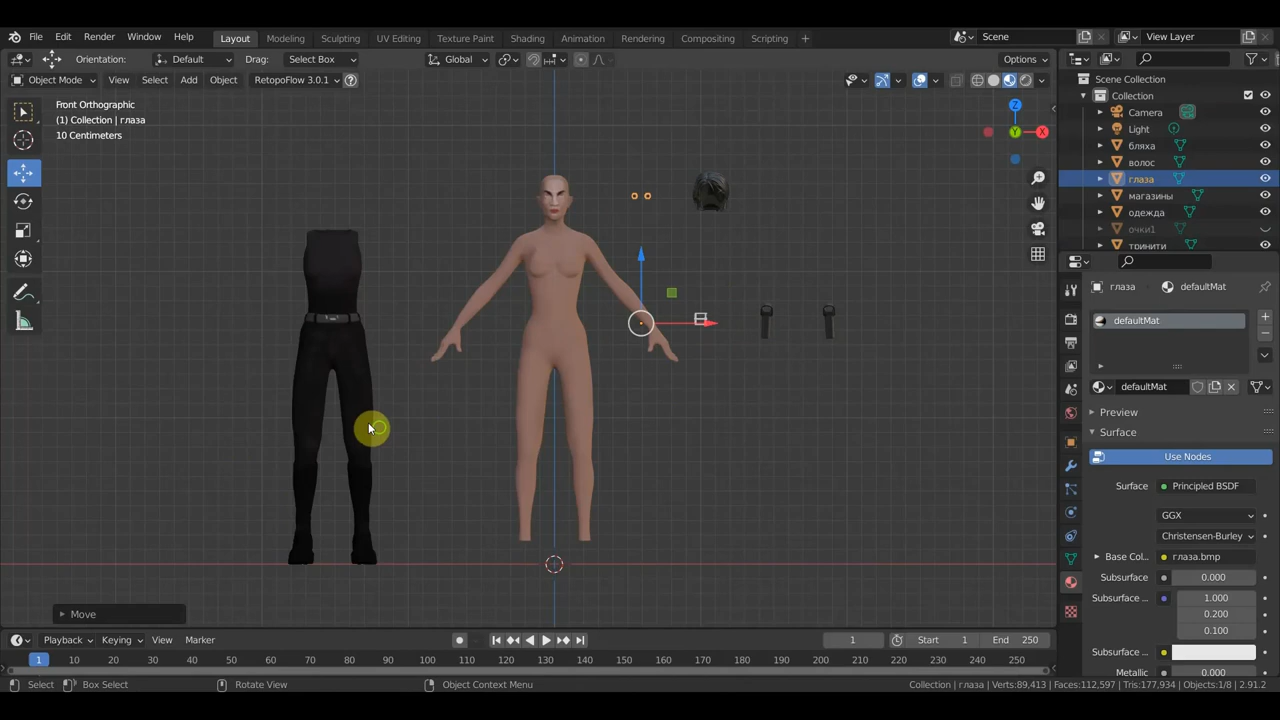 File Edit Render Window Help Layout Modeling Sculpting UV Editing Texture Paint Shading Animation Rendering Compositing Scripting Scene View Layer
Orientation: Default Drag: Select Box Global Options
Object Mode View Select Add Object RetopoFlow 3.0.1
Front Orthographic
(1) Collection | глаза
10 Centimeters
Z
Y
X
Scene Collection
Collection
Camera
Light
бляха
волос
глаза
магазины
одежда
очки1
тринити
глаза defaultMat
defaultMat
defaultMat
Preview
Surface
Use Nodes
Surface Principled BSDF
GGX
Christensen-Burley
Base Col... глаза.bmp
Subsurface 0.000
Subsurface ... 1.000
0.200
0.100
Subsurface ...
Metallic 0.000
Move
Playback Keying View Marker 1 Start 1 End 250
1 10 20 30 40 50 60 70 80 90 100 110 120 130 140 150 160 170 180 190 200 210 220 230 240 250
Select Box Select Rotate View Object Context Menu Collection | глаза | Verts:89,413 | Faces:112,597 | Tris:177,934 | Objects:1/8 | 2.91.2